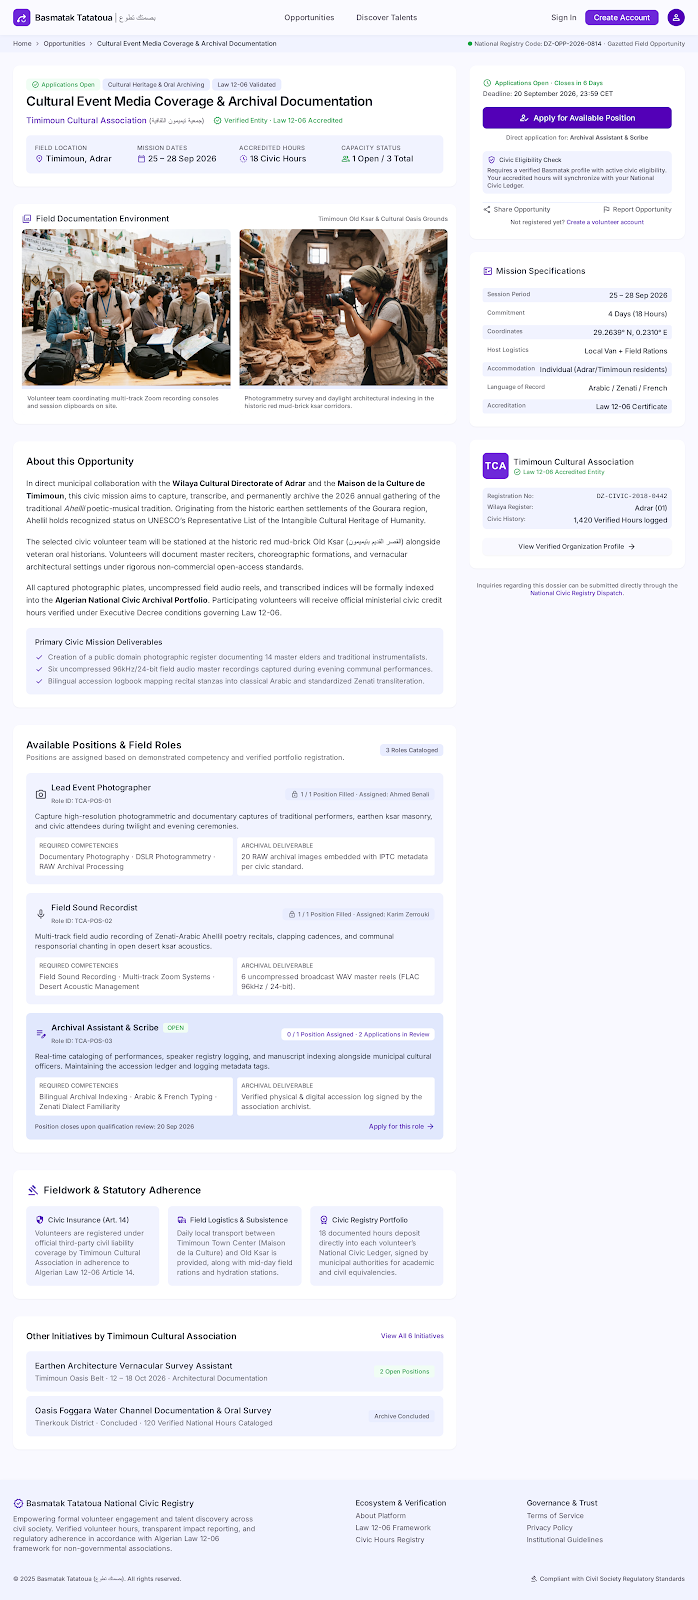 Basmatak Tatatoua | بصمتك تطوع
Opportunities
Discover Talents
Sign In
Create Account
Home › Opportunities › Cultural Event Media Coverage & Archival Documentation
National Registry Code: DZ-OPP-2026-0814 · Gazetted Field Opportunity
Applications Open
Cultural Heritage & Oral Archiving
Law 12-06 Validated
Cultural Event Media Coverage & Archival Documentation
Timimoun Cultural Association (جمعية تيميمون الثقافية)
Verified Entity · Law 12-06 Accredited
FIELD LOCATION
Timimoun, Adrar
MISSION DATES
25 – 28 Sep 2026
ACCREDITED HOURS
18 Civic Hours
CAPACITY STATUS
1 Open / 3 Total
Field Documentation Environment
Timimoun Old Ksar & Cultural Oasis Grounds
Volunteer team coordinating multi-track Zoom recording consoles
and session clipboards on site.
Photogrammetry survey and daylight architectural indexing in the
historic red mud-brick ksar corridors.
About this Opportunity
In direct municipal collaboration with the Wilaya Cultural Directorate of Adrar and the Maison de la Culture de
Timimoun, this civic mission aims to capture, transcribe, and permanently archive the 2026 annual gathering of the
traditional Ahellil poetic-musical tradition. Originating from the historic earthen settlements of the Gourara region,
Ahellil holds recognized status on UNESCO's Representative List of the Intangible Cultural Heritage of Humanity.
The selected civic volunteer team will be stationed at the historic red mud-brick Old Ksar (القصر القديم بتيميمون) alongside
veteran oral historians. Volunteers will document master reciters, choreographic formations, and vernacular
architectural settings under rigorous non-commercial open-access standards.
All captured photographic plates, uncompressed field audio reels, and transcribed indices will be formally indexed
into the Algerian National Civic Archival Portfolio. Participating volunteers will receive official ministerial civic credit
hours verified under Executive Decree conditions governing Law 12-06.
Primary Civic Mission Deliverables
Creation of a public domain photographic register documenting 14 master elders and traditional instrumentalists.
Six uncompressed 96kHz/24-bit field audio master recordings captured during evening communal performances.
Bilingual accession logbook mapping recital stanzas into classical Arabic and standardized Zenati transliteration.
Available Positions & Field Roles
Positions are assigned based on demonstrated competency and verified portfolio registration.
3 Roles Cataloged
Lead Event Photographer
Role ID: TCA-POS-01
1 / 1 Position Filled · Assigned: Ahmed Benali
Capture high-resolution photogrammetric and documentary captures of traditional performers, earthen ksar masonry,
and civic attendees during twilight and evening ceremonies.
REQUIRED COMPETENCIES
Documentary Photography · DSLR Photogrammetry ·
RAW Archival Processing
ARCHIVAL DELIVERABLE
20 RAW archival images embedded with IPTC metadata
per civic standard.
Field Sound Recordist
Role ID: TCA-POS-02
1 / 1 Position Filled · Assigned: Karim Zerrouki
Multi-track field audio recording of Zenati-Arabic Ahellil poetry recitals, clapping cadences, and communal
responsorial chanting in open desert ksar acoustics.
REQUIRED COMPETENCIES
Field Sound Recording · Multi-track Zoom Systems ·
Desert Acoustic Management
ARCHIVAL DELIVERABLE
6 uncompressed broadcast WAV master reels (FLAC
96kHz / 24-bit).
Archival Assistant & Scribe OPEN
Role ID: TCA-POS-03
0 / 1 Position Assigned · 2 Applications in Review
Real-time cataloging of performances, speaker registry logging, and manuscript indexing alongside municipal cultural
officers. Maintaining the accession ledger and logging metadata tags.
REQUIRED COMPETENCIES
Bilingual Archival Indexing · Arabic & French Typing ·
Zenati Dialect Familiarity
ARCHIVAL DELIVERABLE
Verified physical & digital accession log signed by the
association archivist.
Position closes upon qualification review: 20 Sep 2026
Apply for this role →
Fieldwork & Statutory Adherence
Civic Insurance (Art. 14)
Volunteers are registered under
official third-party civil liability
coverage by Timimoun Cultural
Association in adherence to
Algerian Law 12-06 Article 14.
Field Logistics & Subsistence
Daily local transport between
Timimoun Town Center (Maison
de la Culture) and Old Ksar is
provided, along with mid-day field
rations and hydration stations.
Civic Registry Portfolio
18 documented hours deposit
directly into each volunteer's
National Civic Ledger, signed by
municipal authorities for academic
and civil equivalencies.
Other Initiatives by Timimoun Cultural Association
View All 6 Initiatives
Earthen Architecture Vernacular Survey Assistant
Timimoun Oasis Belt · 12 – 18 Oct 2026 · Architectural Documentation
2 Open Positions
Oasis Foggara Water Channel Documentation & Oral Survey
Tinerkouk District · Concluded · 120 Verified National Hours Cataloged
Archive Concluded
Applications Open · Closes in 6 Days
Deadline: 20 September 2026, 23:59 CET
Apply for Available Position
Direct application for: Archival Assistant & Scribe
Civic Eligibility Check
Requires a verified Basmatak profile with active civic eligibility.
Your accredited hours will synchronize with your National
Civic Ledger.
Share Opportunity
Report Opportunity
Not registered yet? Create a volunteer account
Mission Specifications
Session Period
25 – 28 Sep 2026
Commitment
4 Days (18 Hours)
Coordinates
29.2639° N, 0.2310° E
Host Logistics
Local Van + Field Rations
Accommodation
Individual (Adrar/Timimoun residents)
Language of Record
Arabic / Zenati / French
Accreditation
Law 12-06 Certificate
TCA
Timimoun Cultural Association
Law 12-06 Accredited Entity
Registration No:
DZ-CIVIC-2018-0442
Wilaya Register:
Adrar (01)
Civic History:
1,420 Verified Hours logged
View Verified Organization Profile →
Inquiries regarding this dossier can be submitted directly through the
National Civic Registry Dispatch.
Basmatak Tatatoua National Civic Registry
Empowering formal volunteer engagement and talent discovery across
civil society. Verified volunteer hours, transparent impact reporting, and
regulatory adherence in accordance with Algerian Law 12-06
framework for non-governmental associations.
Ecosystem & Verification
About Platform
Law 12-06 Framework
Civic Hours Registry
Governance & Trust
Terms of Service
Privacy Policy
Institutional Guidelines
© 2025 Basmatak Tatatoua (بصمتك تطوع). All rights reserved.
Compliant with Civil Society Regulatory Standards